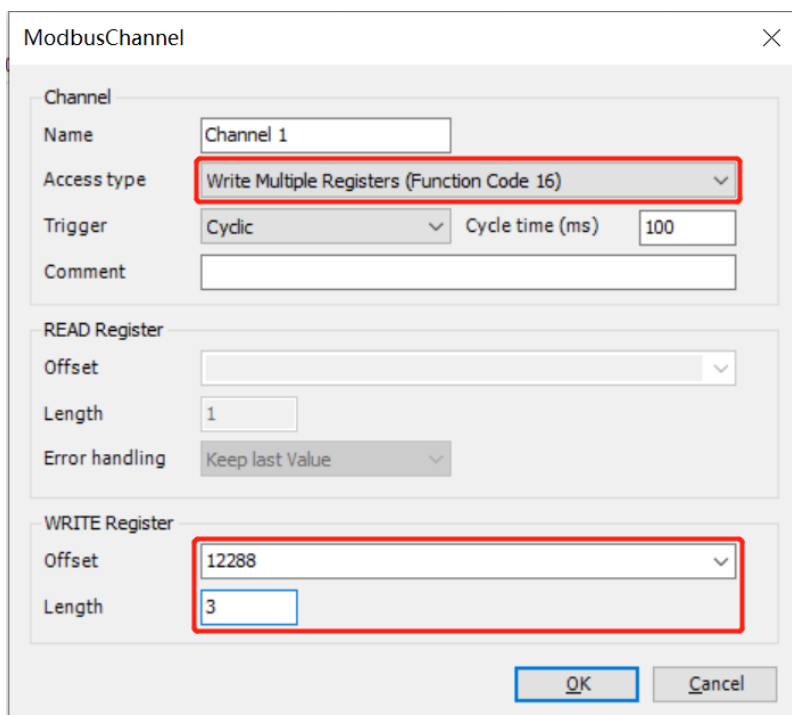 ModbusChannel
Channel
Name Channel 1
Access type Write Multiple Registers (Function Code 16)
Trigger Cyclic Cycle time (ms) 100
Comment
READ Register
Offset
Length 1
Error handling Keep last Value
WRITE Register
Offset 12288
Length 3
OK Cancel